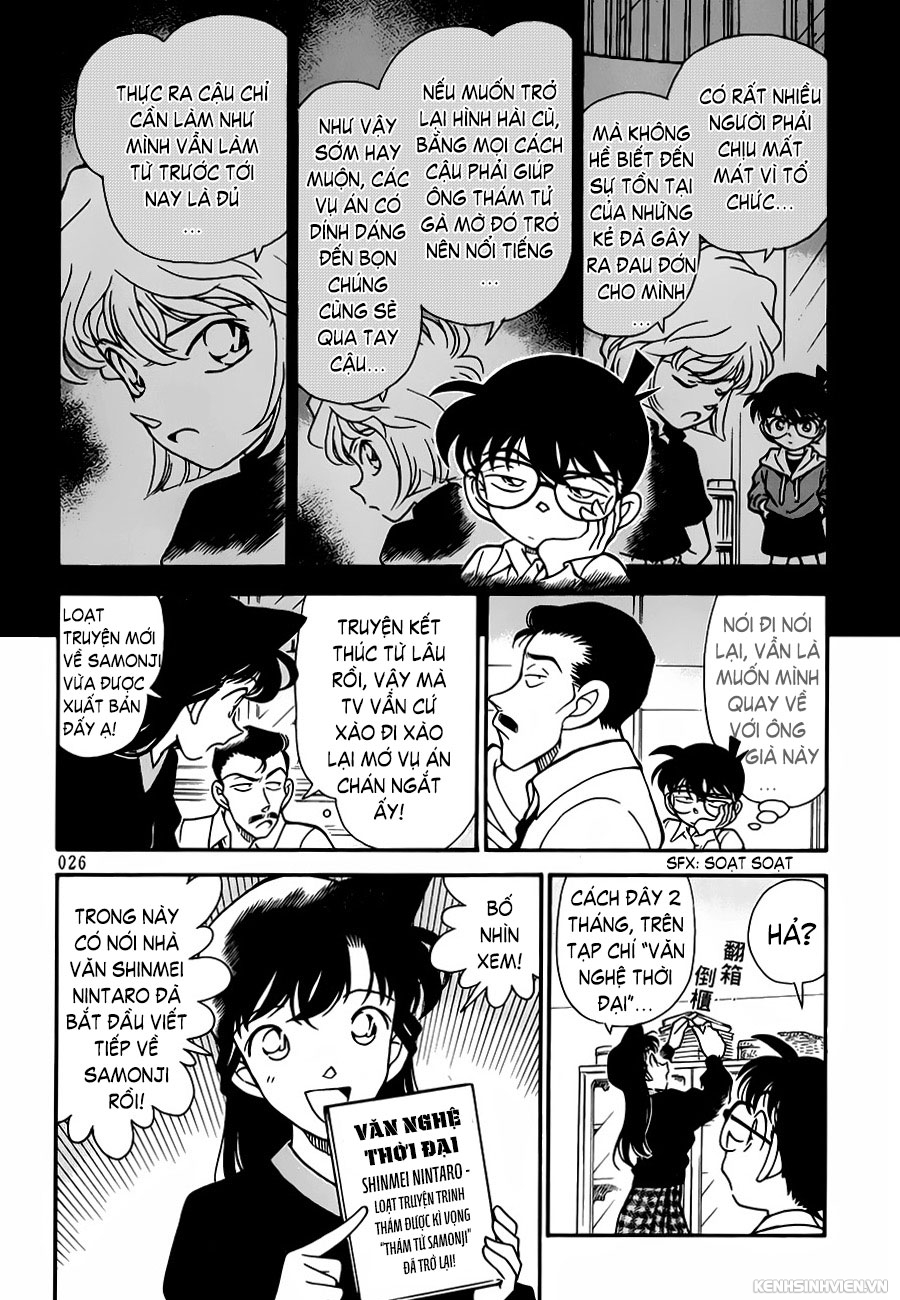 CÓ RẤT NHIỀU
NGƯỜI PHẢI
CHỊU MẤT
MÁT VÌ TỔ
CHỨC...
MÀ KHÔNG
HỀ BIẾT ĐẾN
SỰ TỒN TẠI
CỦA NHỮNG
KẺ ĐÃ GÂY
RA ĐAU ĐỚN
CHO MÌNH
...
NẾU MUỐN TRỞ
LẠI HÌNH HÀI CŨ,
BẰNG MỌI CÁCH
CẬU PHẢI GIÚP
ÔNG THÁM TỬ
GÀ MỜ ĐÓ TRỞ
NÊN NỔI TIẾNG
...
NHƯ VẬY
SỚM HAY
MUỘN, CÁC
VỤ ÁN CÓ
DÍNH DÁNG
ĐẾN BỌN
CHÚNG
CŨNG SẼ
QUA TAY
CẬU...
THỰC RA CẬU CHỈ
CẦN LÀM NHƯ
MÌNH VẪN LÀM
TỪ TRƯỚC TỚI
NAY LÀ ĐỦ
...
NÓI ĐI NÓI
LẠI, VẪN LÀ
MUỐN MÌNH
QUAY VỀ
VỚI ÔNG
GIÀ NÀY
...
TRUYỆN KẾT
THÚC TỪ LÂU
RỒI, VẬY MÀ
TV VẪN CỨ
XÀO ĐI XÀO
LẠI MỚ VỤ ÁN
CHÁN NGẮT
ẤY!
LOẠT
TRUYỆN MỚI
VỀ SAMONJI
VỪA ĐƯỢC
XUẤT BẢN
ĐẤY Ạ!
026
SFX: SOẠT SOẠT
HẢ?
CÁCH ĐÂY 2
THÁNG, TRÊN
TẠP CHÍ "VĂN
NGHỆ THỜI
ĐẠI"...
翻箱
倒櫃
BỐ
NHÌN
XEM!
TRONG NÀY
CÓ NÓI NHÀ
VĂN SHINMEI
NINTARO ĐÃ
BẮT ĐẦU VIẾT
TIẾP VỀ
SAMONJI
RỒI!
VĂN NGHỆ
THỜI ĐẠI
SHINMEI NINTARO -
LOẠT TRUYỆN TRINH
THÁM ĐƯỢC KÌ VỌNG
"THÁM TỬ SAMONJI"
ĐÃ TRỞ LẠI!
KENHSINHVIEN.VN